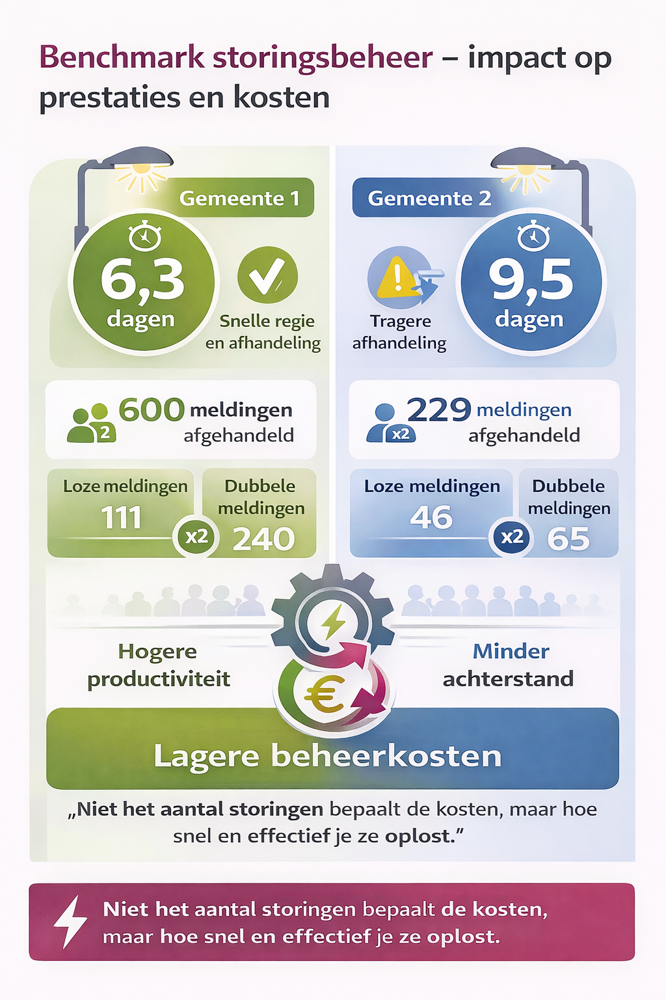 Benchmark storingsbeheer – impact op
prestaties en kosten
Gemeente 1
6,3
dagen
Snelle regie
en afhandeling
Gemeente 2
9,5
dagen
Tragere
afhandeling
2
600 meldingen
afgehandeld
x2
229 meldingen
afgehandeld
Loze meldingen
111
x2
Dubbele
meldingen
240
Loze meldingen
46
x2
Dubbele
meldingen
65
Hogere
productiviteit
€
Minder
achterstand
Lagere beheerkosten
„Niet het aantal storingen bepaalt de kosten, maar hoe
snel en effectief je ze oplost.”
Niet het aantal storingen bepaalt de kosten,
maar hoe snel en effectief je ze oplost.